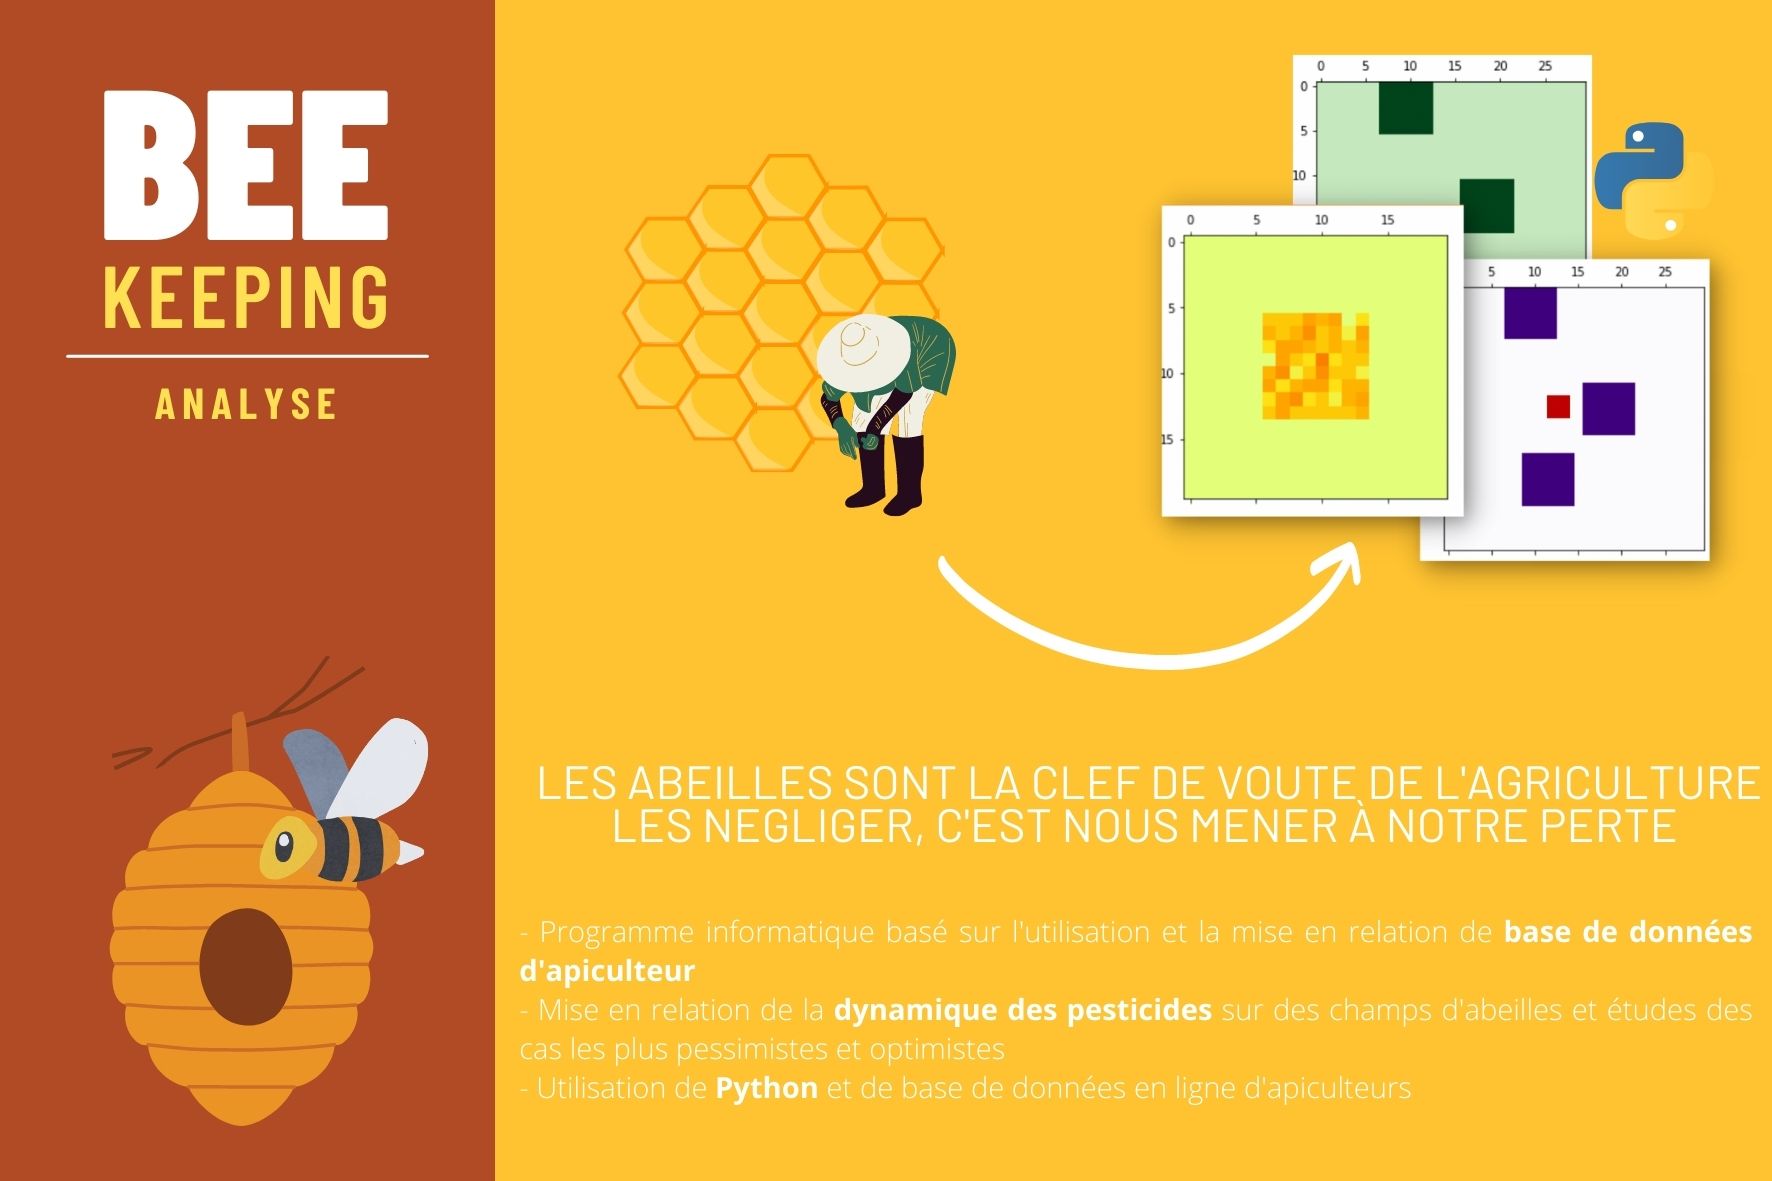 BEE
KEEPING
ANALYSE
0 5 10 15 20 25
0
5
10
0 5 10 15
0
5
10
15
5 10 15 20 25
LES ABEILLES SONT LA CLEF DE VOUTE DE L'AGRICULTURE
LES NEGLIGER, C'EST NOUS MENER À NOTRE PERTE
- Programme informatique basé sur l'utilisation et la mise en relation de base de données
d'apiculteur
- Mise en relation de la dynamique des pesticides sur des champs d'abeilles et études des
cas les plus pessimistes et optimistes
- Utilisation de Python et de base de données en ligne d'apiculteurs